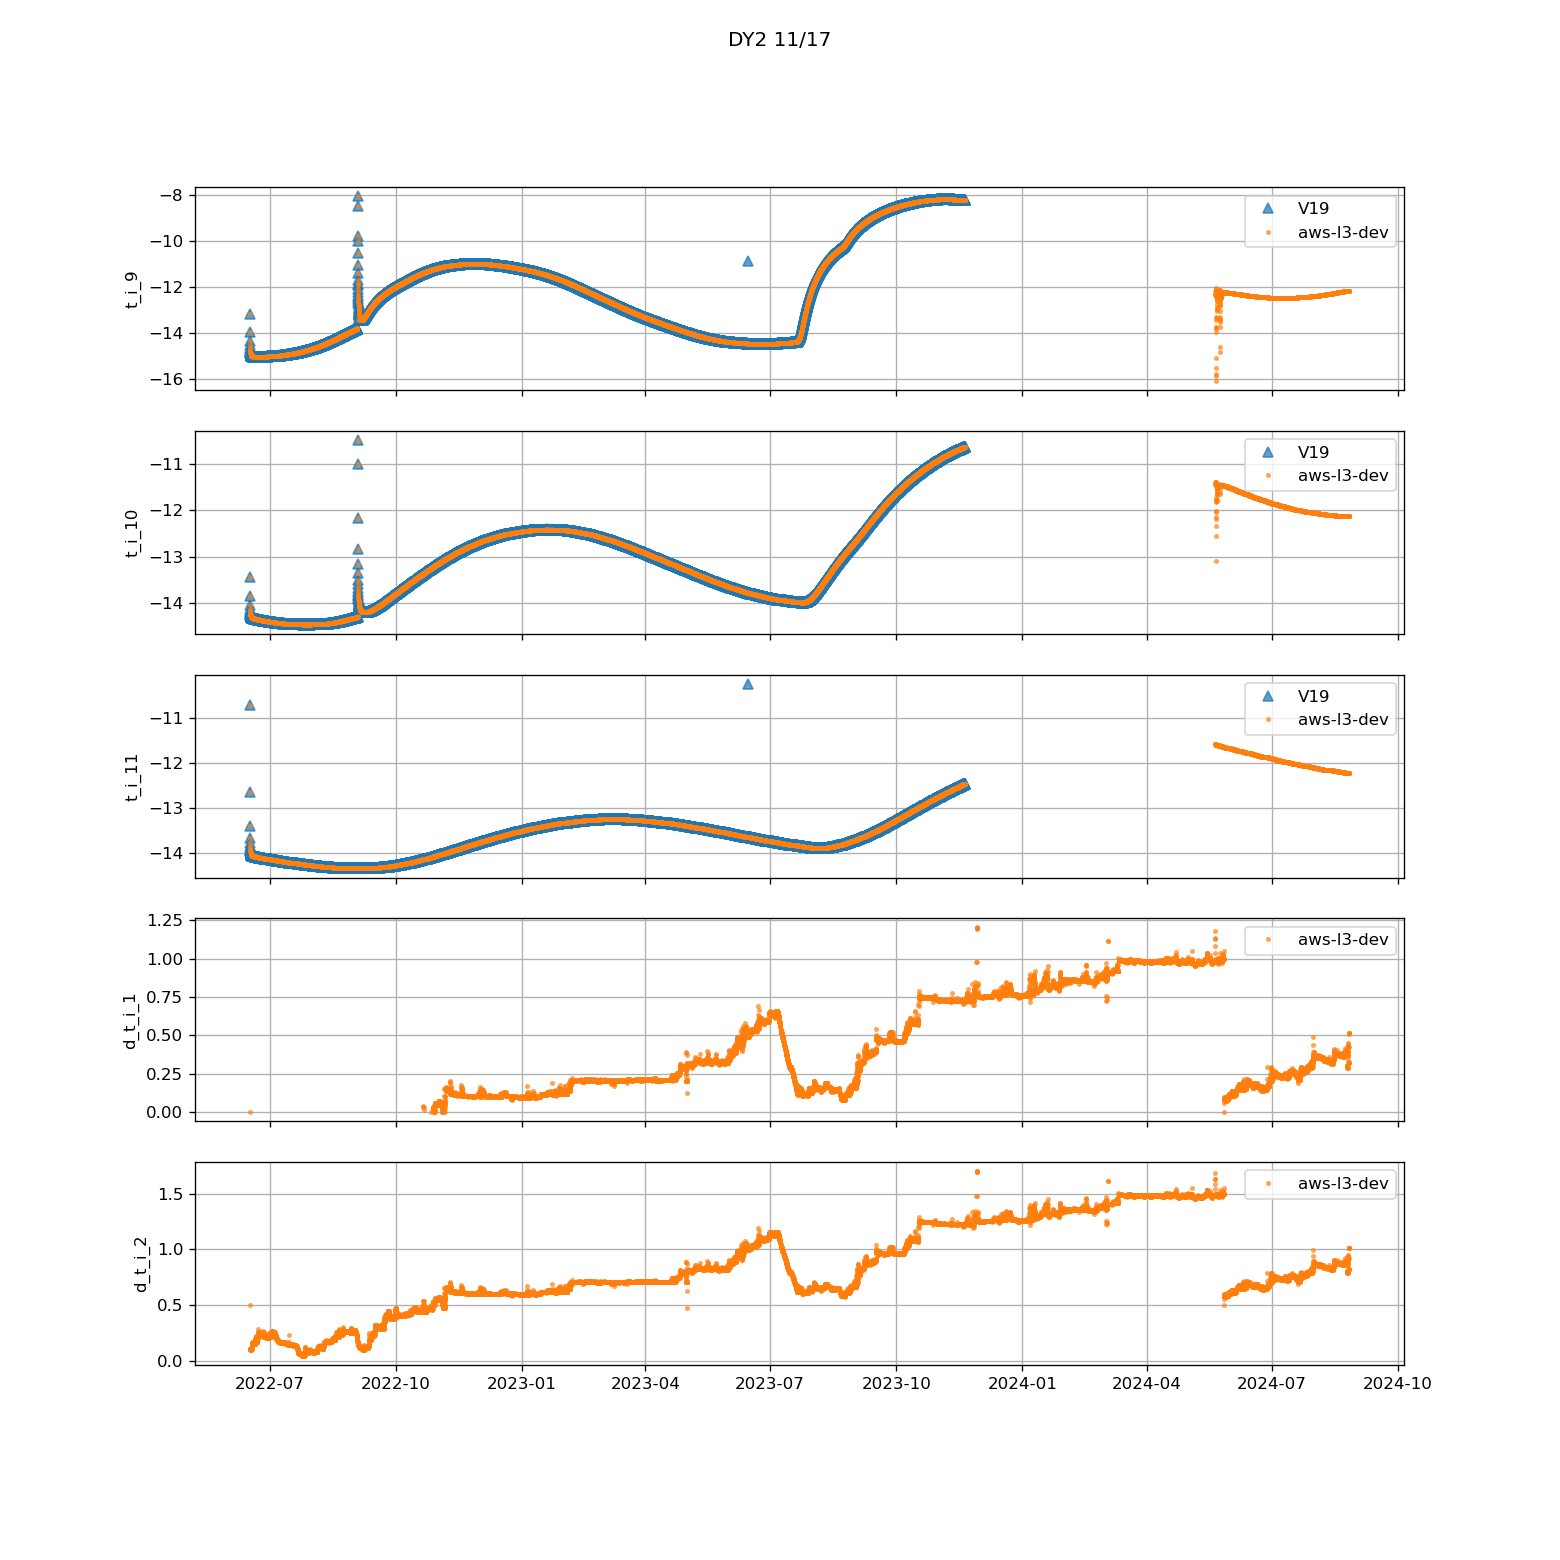 DY2 11/17
−8
−10
−12
−14
−16
t_i_9
V19
aws-l3-dev
−11
−12
−13
−14
t_i_10
V19
aws-l3-dev
−11
−12
−13
−14
t_i_11
V19
aws-l3-dev
1.25
1.00
0.75
0.50
0.25
0.00
d_t_i_1
aws-l3-dev
1.5
1.0
0.5
0.0
d_t_i_2
aws-l3-dev
2022-07 2022-10 2023-01 2023-04 2023-07 2023-10 2024-01 2024-04 2024-07 2024-10